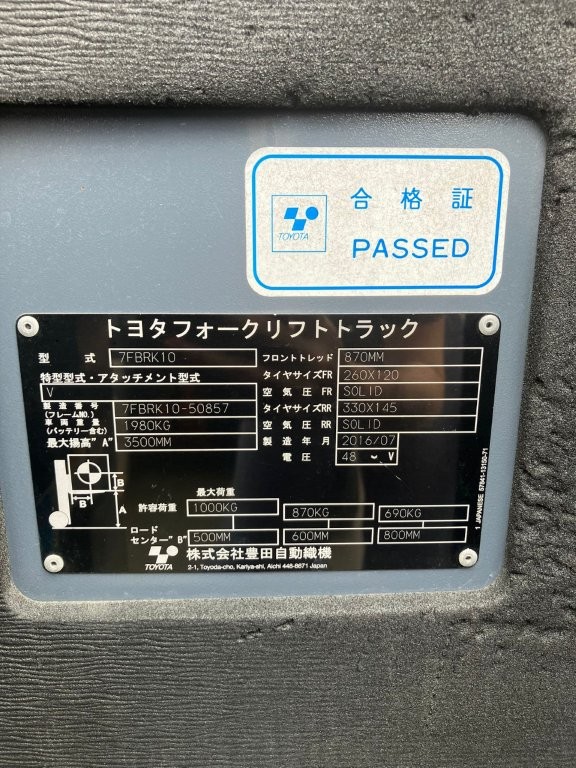 合格証
TOYOTA
PASSED
トヨタフォークリフトトラック
型式 7FBRK10
フロントトレッド 870MM
特型型式・アタッチメント型式
V
タイヤサイズFR 260X120
空気圧FR SOLID
製造番号
(フレームNO.) 7FBRK10-50857
タイヤサイズRR 330X145
車両重量
(バッテリー含む) 1980KG
空気圧RR SOLID
最大揚高"A" 3500MM
製造年月 2016/07
電圧 48 V
B
B
A
最大荷重
許容荷重 1000KG 870KG 690KG
ロード
センター"B" 500MM 600MM 800MM
TOYOTA 株式会社豊田自動織機
2-1, Toyoda-cho, Kariya-shi, Aichi 448-8671 Japan
1 JAPANESE 57041-13150-71